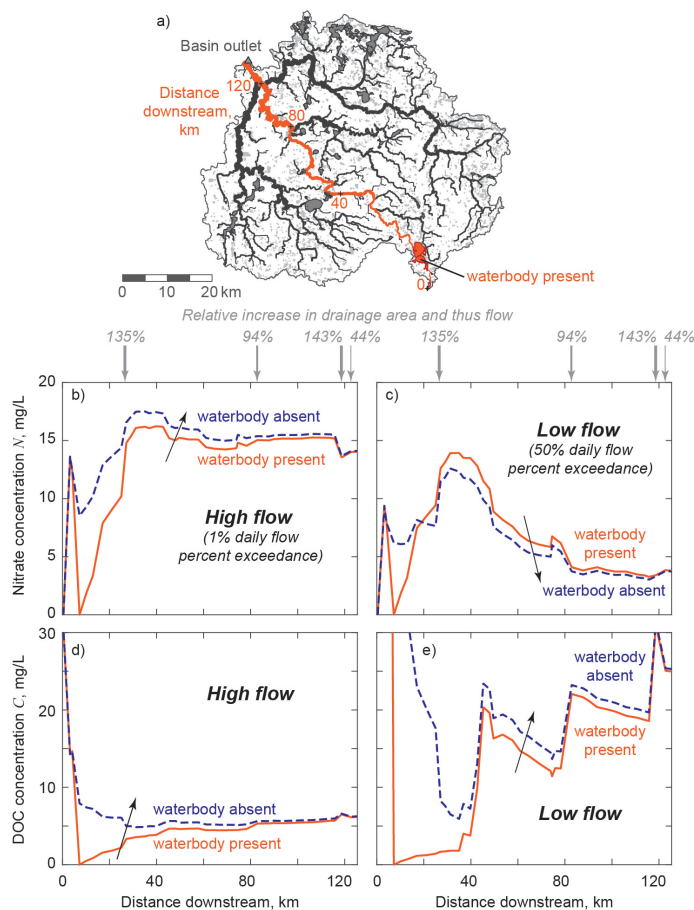 a)
Basin outlet
Distance
downstream,
km
120
80
40
0
waterbody present
0 10 20 km
Relative increase in drainage area and thus flow
135% 94% 143% 44% 135% 94% 143% 44%
b)
Nitrate concentration N, mg/L
20
15
10
5
0
waterbody absent
waterbody present
High flow
(1% daily flow
percent exceedance)
c)
Low flow
(50% daily flow
percent exceedance)
waterbody
present
waterbody absent
d)
DOC concentration C, mg/L
30
20
10
0
High flow
waterbody absent
waterbody present
0 40 80 120
Distance downstream, km
e)
waterbody
absent
waterbody
present
Low flow
0 40 80 120
Distance downstream, km